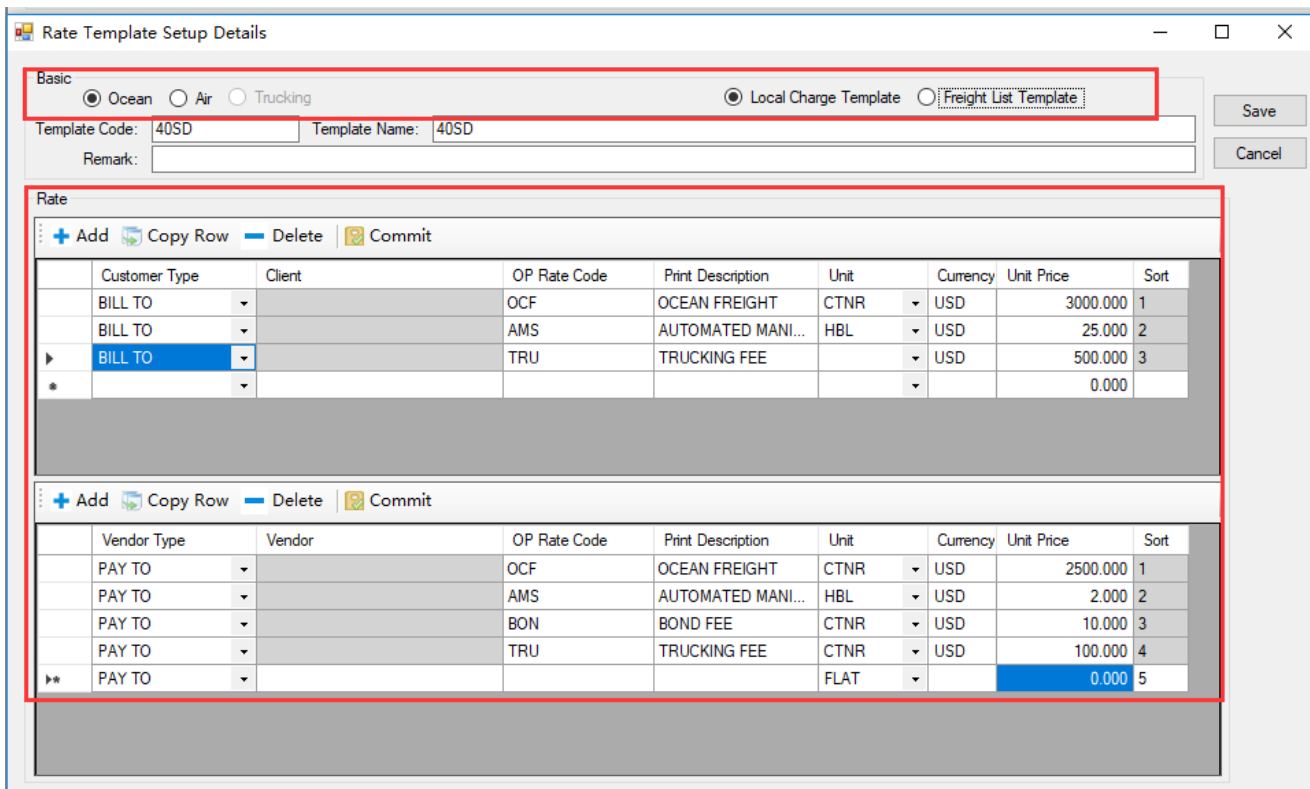 Rate Template Setup Details
Basic
Ocean Air Trucking Local Charge Template Freight List Template
Save
Template Code: 40SD Template Name: 40SD
Remark:
Cancel
Rate
Add Copy Row Delete Commit
Customer Type Client OP Rate Code Print Description Unit Currency Unit Price Sort
BILL TO OCF OCEAN FREIGHT CTNR USD 3000.000 1
BILL TO AMS AUTOMATED MANI... HBL USD 25.000 2
BILL TO TRU TRUCKING FEE USD 500.000 3
0.000
Add Copy Row Delete Commit
Vendor Type Vendor OP Rate Code Print Description Unit Currency Unit Price Sort
PAY TO OCF OCEAN FREIGHT CTNR USD 2500.000 1
PAY TO AMS AUTOMATED MANI... HBL USD 2.000 2
PAY TO BON BOND FEE CTNR USD 10.000 3
PAY TO TRU TRUCKING FEE CTNR USD 100.000 4
PAY TO FLAT 0.000 5